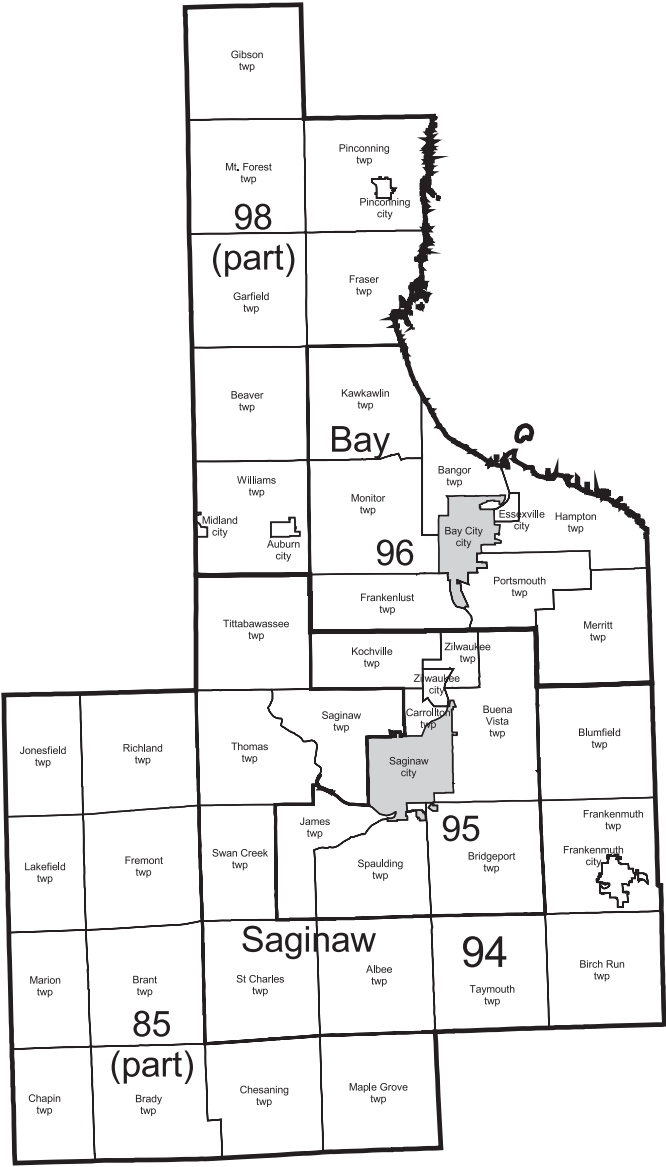 Gibson
twp
Mt. Forest
twp
Pinconning
twp
Pinconning
city
98
(part)
Garfield
twp
Fraser
twp
Beaver
twp
Kawkawlin
twp
Bay
Williams
twp
Midland
city
Auburn
city
Monitor
twp
96
Bangor
twp
Bay City
city
Essexville
city
Hampton
twp
Frankenlust
twp
Portsmouth
twp
Merritt
twp
Tittabawassee
twp
Kochville
twp
Zilwaukee
twp
Zilwaukee
city
Carrollton
twp
Buena
Vista
twp
Jonesfield
twp
Richland
twp
Thomas
twp
Saginaw
twp
Saginaw
city
Blumfield
twp
Lakefield
twp
Fremont
twp
Swan Creek
twp
James
twp
Spaulding
twp
95
Bridgeport
twp
Frankenmuth
twp
Frankenmuth
city
Saginaw
94
Marion
twp
Brant
twp
St Charles
twp
Albee
twp
Taymouth
twp
Birch Run
twp
85
(part)
Chapin
twp
Brady
twp
Chesaning
twp
Maple Grove
twp